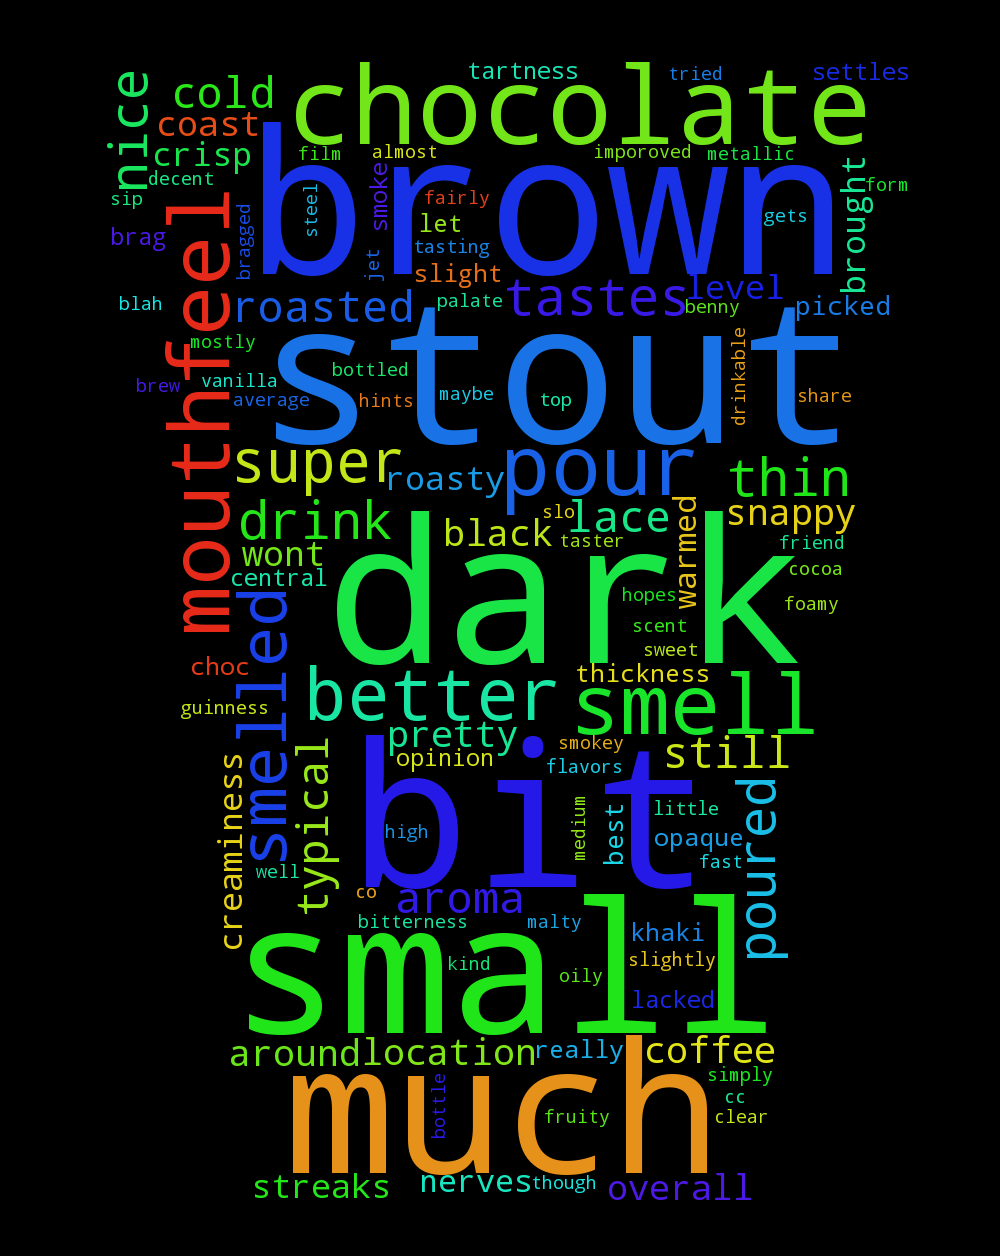 tartness
tried
settles
chocolate
nice
cold
coast
crisp
film
almost
imporoved
metallic
decent
sip
smoke
brown
brought
form
fairly
steel
gets
let
brag
bragged
tasting
jet
slight
level
tastes
palate
benny
picked
blah
roasted
mouthfeel
stout
mostly
bottled
drinkable
brew
vanilla
average
hints
maybe
top
share
super
roasty
pour
thin
drink
black
slo
lace
snappy
taster
warmed
friend
wont
central
dark
cocoa
hopes
foamy
scent
sweet
choc
smelled
thickness
guinness
better
smell
pretty
smokey
still
opinion
flavors
typical
creaminess
bit
high
medium
best
little
opaque
fast
poured
well
co
aroma
bitterness
malty
khaki
small
kind
oily
slightly
lacked
around
location
really
coffee
much
bottle
simply
cc
fruity
clear
streaks
nerves
though
overall